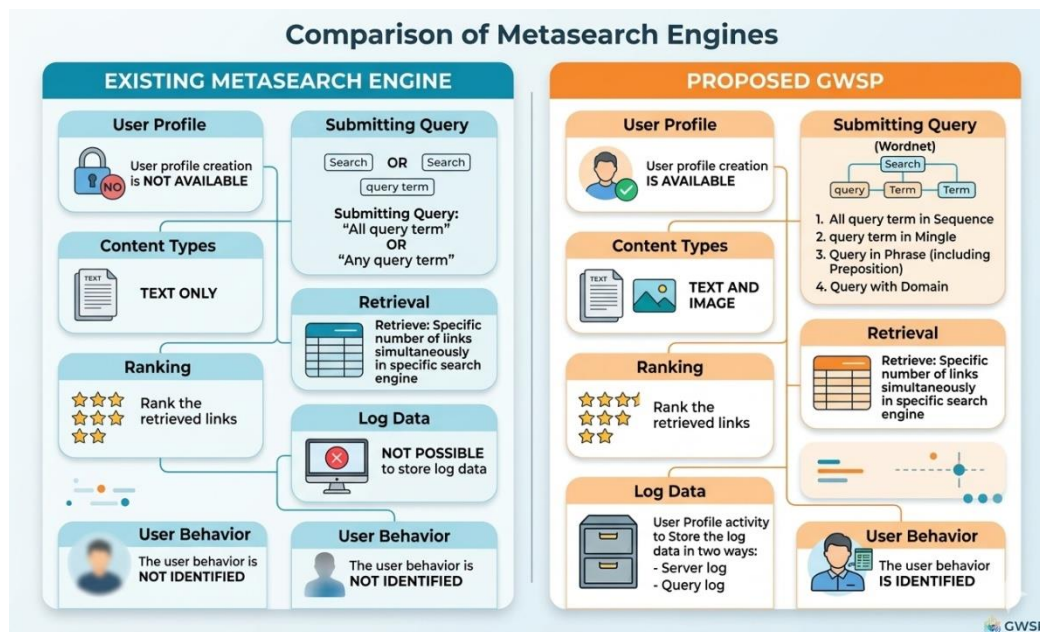 Comparison of Metasearch Engines
EXISTING METASEARCH ENGINE
User Profile
NO
User profile creation
is NOT AVAILABLE
Submitting Query
Search OR Search
query term
Submitting Query:
“All query term”
OR
“Any query term”
Content Types
TEXT
TEXT ONLY
Retrieval
Retrieve: Specific
number of links
simultaneously
in specific search
engine
Ranking
Rank the
retrieved links
Log Data
NOT POSSIBLE
to store log data
User Behavior
The user behavior is
NOT IDENTIFIED
User Behavior
The user behavior is
NOT IDENTIFIED
PROPOSED GWSP
User Profile
User profile creation
IS AVAILABLE
Submitting Query
(Wordnet)
Search
query Term Term
1. All query term in Sequence
2. query term in Mingle
3. Query in Phrase (including
Preposition)
4. Query with Domain
Content Types
TEXT
TEXT AND
IMAGE
Retrieval
Retrieve: Specific
number of links
simultaneously
in specific search
engine
Ranking
Rank the
retrieved links
Log Data
User Profile activity
to Store the log
data in two ways:
- Server log
- Query log
User Behavior
The user behavior
IS IDENTIFIED
GWSP